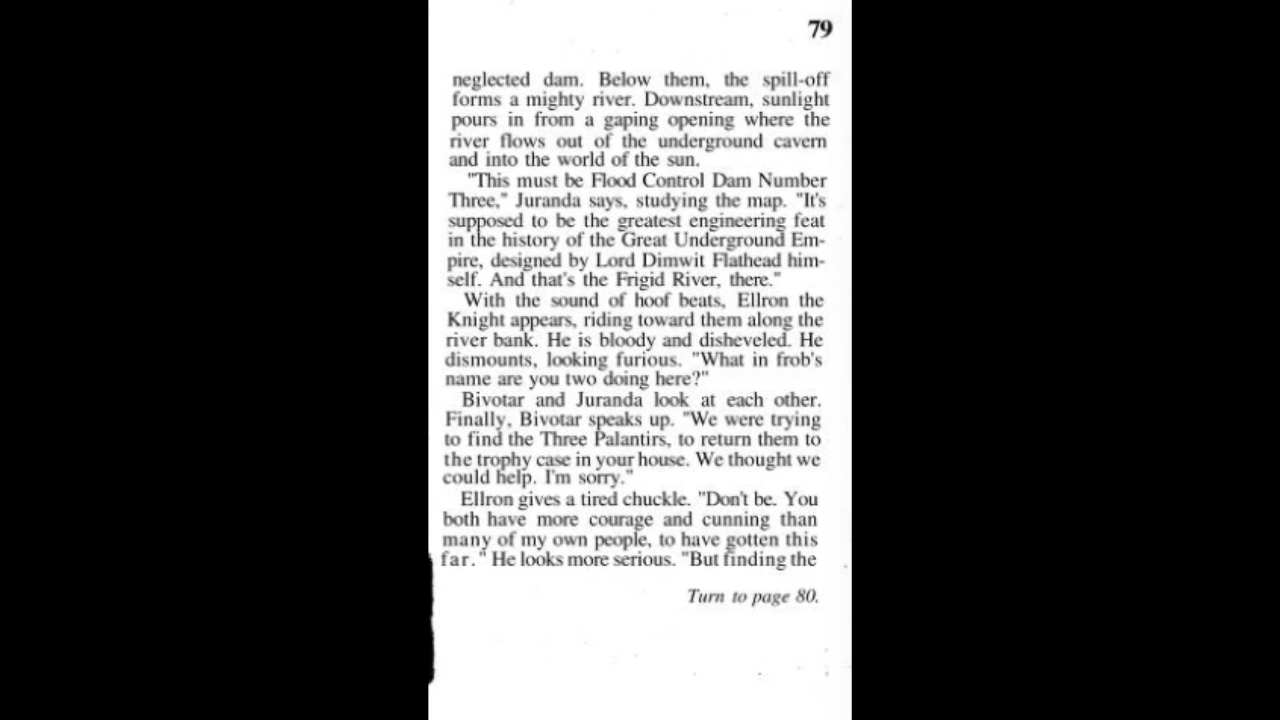 79
neglected dam. Below them, the spill-off
forms a mighty river. Downstream, sunlight
pours in from a gaping opening where the
river flows out of the underground cavern
and into the world of the sun.
"This must be Flood Control Dam Number
Three," Juranda says, studying the map. "It's
supposed to be the greatest engineering feat
in the history of the Great Underground Em-
pire, designed by Lord Dimwit Flathead him-
self. And that's the Frigid River, there."
With the sound of hoof beats, Ellron the
Knight appears, riding toward them along the
river bank. He is bloody and disheveled. He
dismounts, looking furious. "What in frob's
name are you two doing here?"
Bivotar and Juranda look at each other.
Finally, Bivotar speaks up. "We were trying
to find the Three Palantirs, to return them to
the trophy case in your house. We thought we
could help. I'm sorry."
Ellron gives a tired chuckle. "Don't be. You
both have more courage and cunning than
many of my own people, to have gotten this
far." He looks more serious. "But finding the
Turn to page 80.